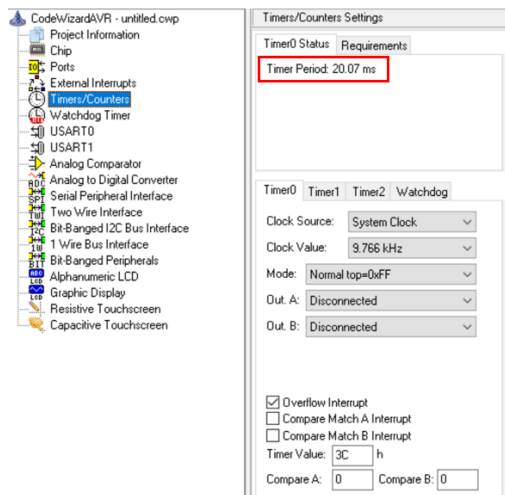 CodeWizardAVR - untitled.cwp
Project Information
Chip
Ports
External Interrupts
Timers/Counters
Watchdog Timer
USART0
USART1
Analog Comparator
Analog to Digital Converter
Serial Peripheral Interface
Two Wire Interface
Bit-Banged I2C Bus Interface
1 Wire Bus Interface
Bit-Banged Peripherals
Alphanumeric LCD
Graphic Display
Resistive Touchscreen
Capacitive Touchscreen
Timers/Counters Settings
Timer0 Status Requirements
Timer Period: 20.07 ms
Timer0 Timer1 Timer2 Watchdog
Clock Source: System Clock
Clock Value: 9.766 kHz
Mode: Normal top=0xFF
Out. A: Disconnected
Out. B: Disconnected
Overflow Interrupt
Compare Match A Interrupt
Compare Match B Interrupt
Timer Value: 3C h
Compare A: 0 Compare B: 0